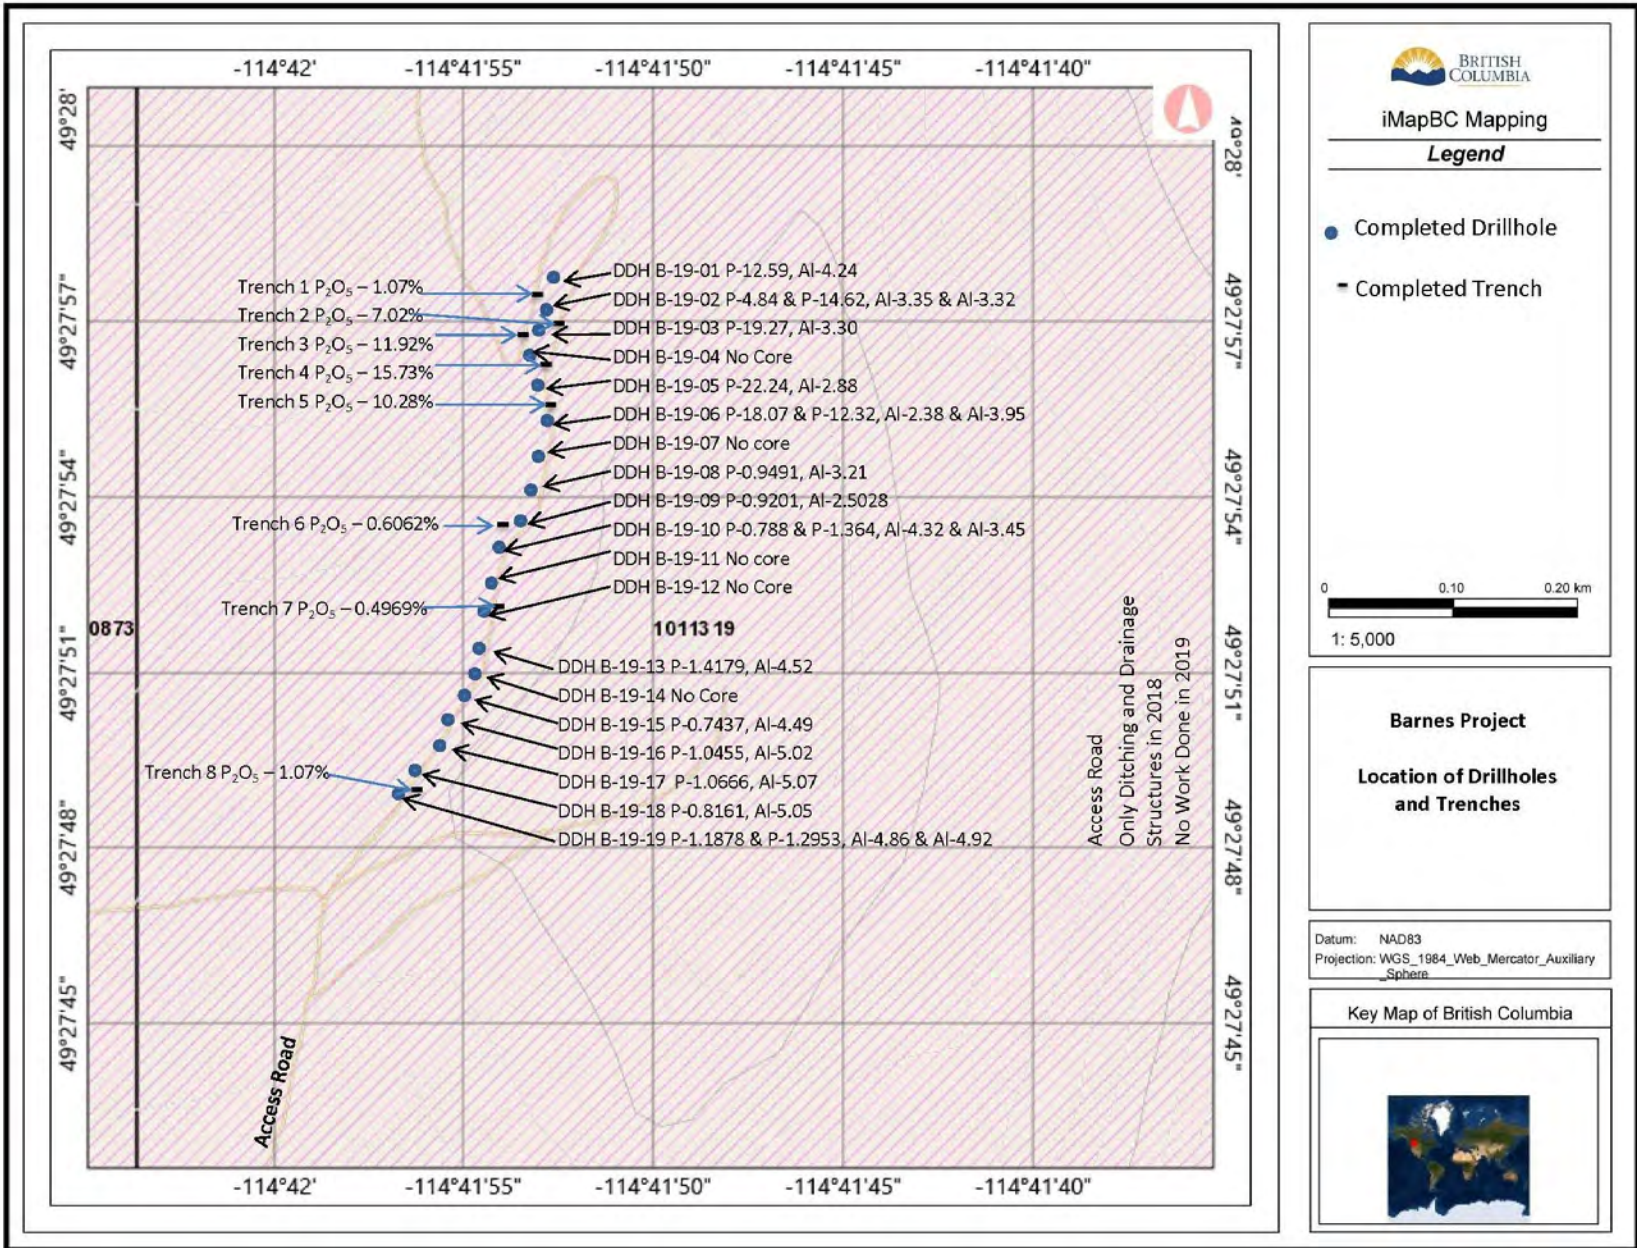 -114°42' -114°41'55" -114°41'50" -114°41'45" -114°41'40"
49°28'
49°28'
DDH B-19-01 P-12.59, Al-4.24
Trench 1 P₂O₅ – 1.07%
DDH B-19-02 P-4.84 & P-14.62, Al-3.35 & Al-3.32
Trench 2 P₂O₅ – 7.02%
DDH B-19-03 P-19.27, Al-3.30
Trench 3 P₂O₅ – 11.92%
DDH B-19-04 No Core
Trench 4 P₂O₅ – 15.73%
DDH B-19-05 P-22.24, Al-2.88
Trench 5 P₂O₅ – 10.28%
DDH B-19-06 P-18.07 & P-12.32, Al-2.38 & Al-3.95
49°27'57"
49°27'57"
DDH B-19-07 No core
DDH B-19-08 P-0.9491, Al-3.21
DDH B-19-09 P-0.9201, Al-2.5028
Trench 6 P₂O₅ – 0.6062%
DDH B-19-10 P-0.788 & P-1.364, Al-4.32 & Al-3.45
49°27'54"
49°27'54"
DDH B-19-11 No core
DDH B-19-12 No Core
Trench 7 P₂O₅ – 0.4969%
0873
1011319
DDH B-19-13 P-1.4179, Al-4.52
49°27'51"
49°27'51"
DDH B-19-14 No Core
DDH B-19-15 P-0.7437, Al-4.49
DDH B-19-16 P-1.0455, Al-5.02
Trench 8 P₂O₅ – 1.07%
DDH B-19-17 P-1.0666, Al-5.07
DDH B-19-18 P-0.8161, Al-5.05
DDH B-19-19 P-1.1878 & P-1.2953, Al-4.86 & Al-4.92
49°27'48"
49°27'48"
Access Road
Only Ditching and Drainage
Structures in 2018
No Work Done in 2019
49°27'45"
49°27'45"
Access Road
-114°42' -114°41'55" -114°41'50" -114°41'45" -114°41'40"
BRITISH
COLUMBIA
iMapBC Mapping
Legend
Completed Drillhole
Completed Trench
0 0.10 0.20 km
1: 5,000
Barnes Project
Location of Drillholes
and Trenches
Datum: NAD83
Projection: WGS_1984_Web_Mercator_Auxiliary
_Sphere
Key Map of British Columbia